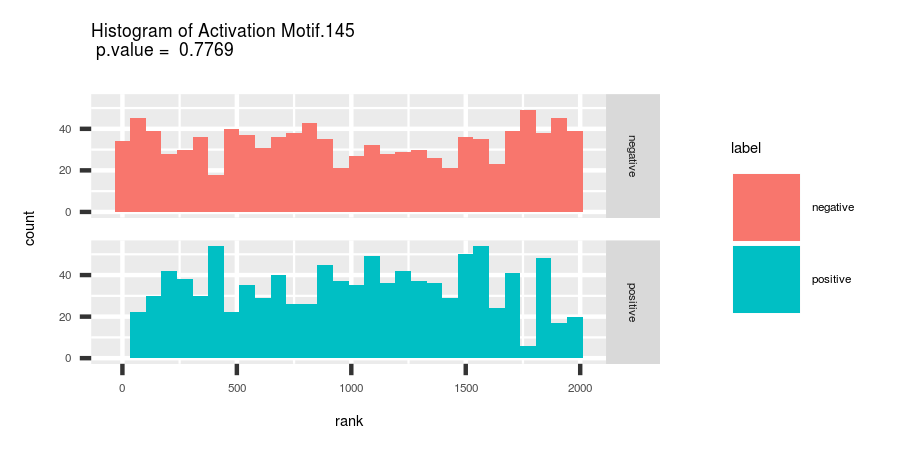 Histogram of Activation Motif.145
p.value =  0.7769
count
40
20
0
negative
40
20
0
positive
0 500 1000 1500 2000
rank
label
negative
positive